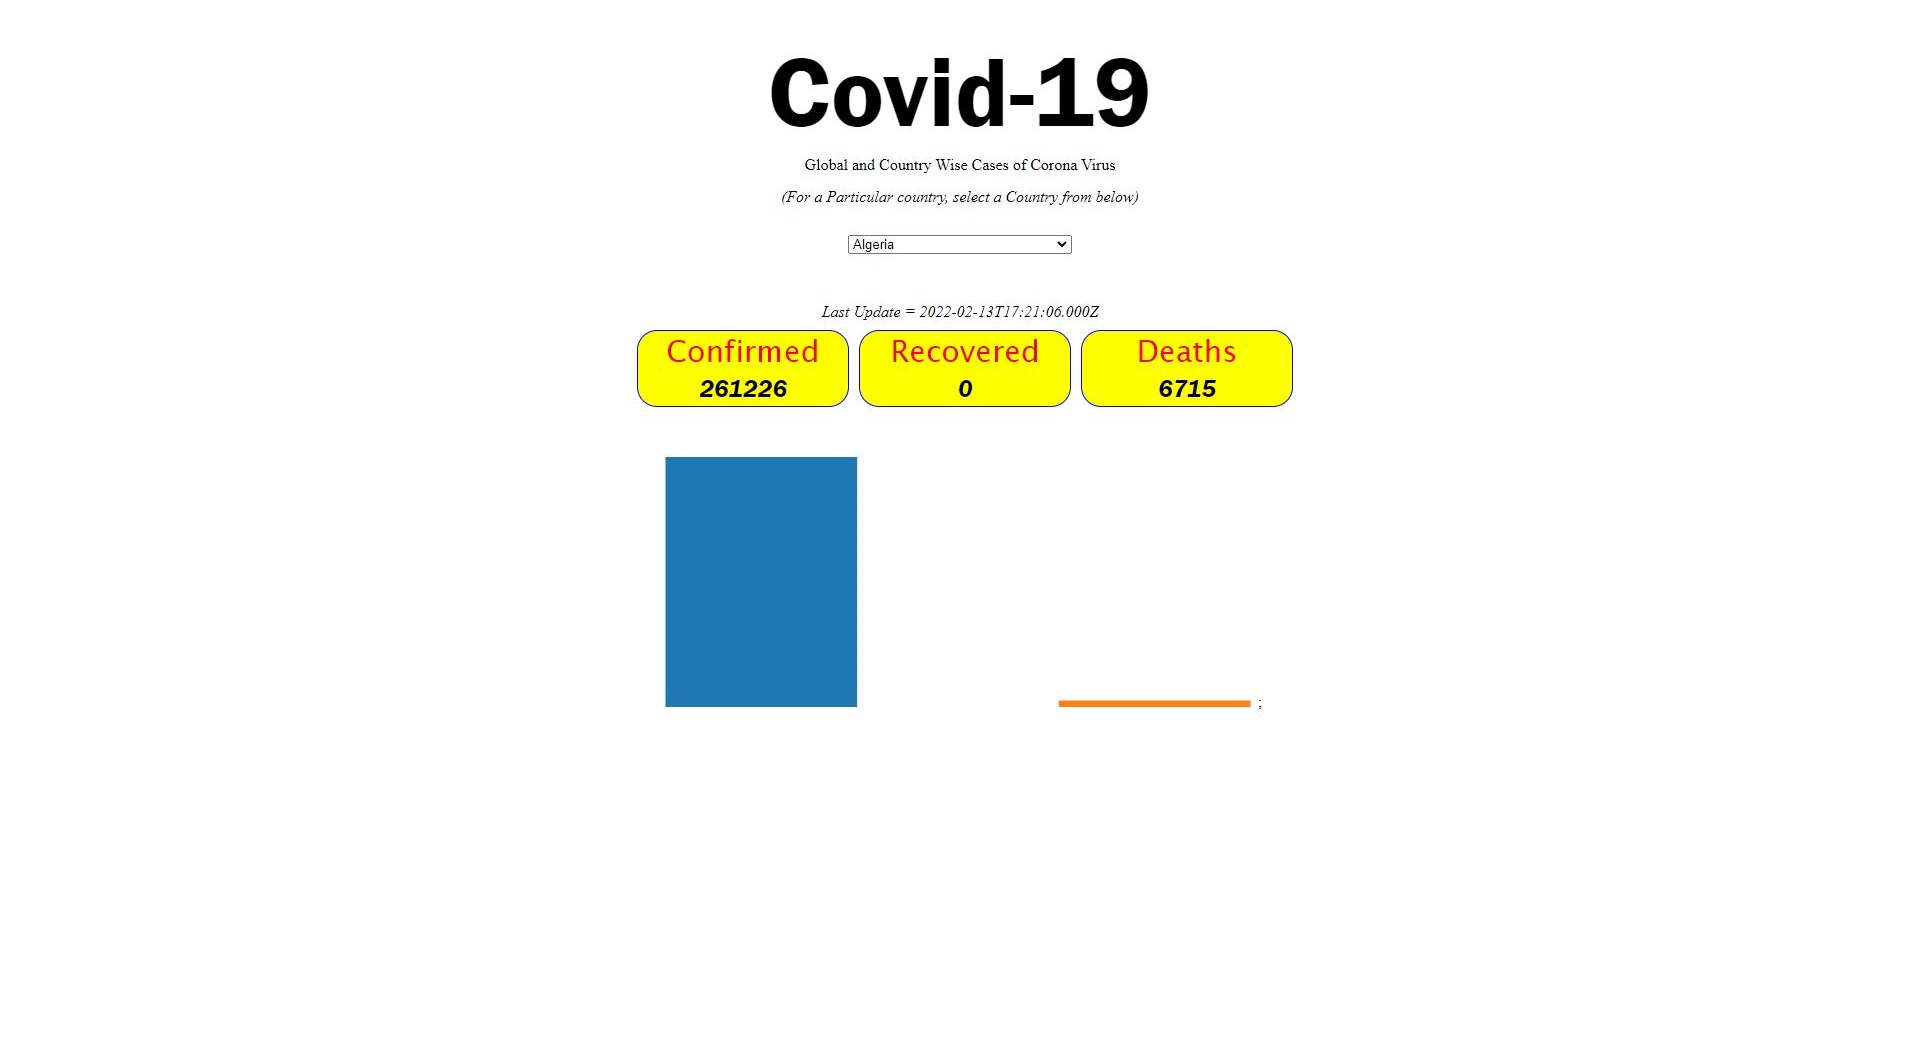 Covid-19
Global and Country Wise Cases of Corona Virus
(For a Particular country, select a Country from below)
Algeria
Last Update = 2022-02-13T17:21:06.000Z
Confirmed Recovered Deaths
261226 0 6715
;